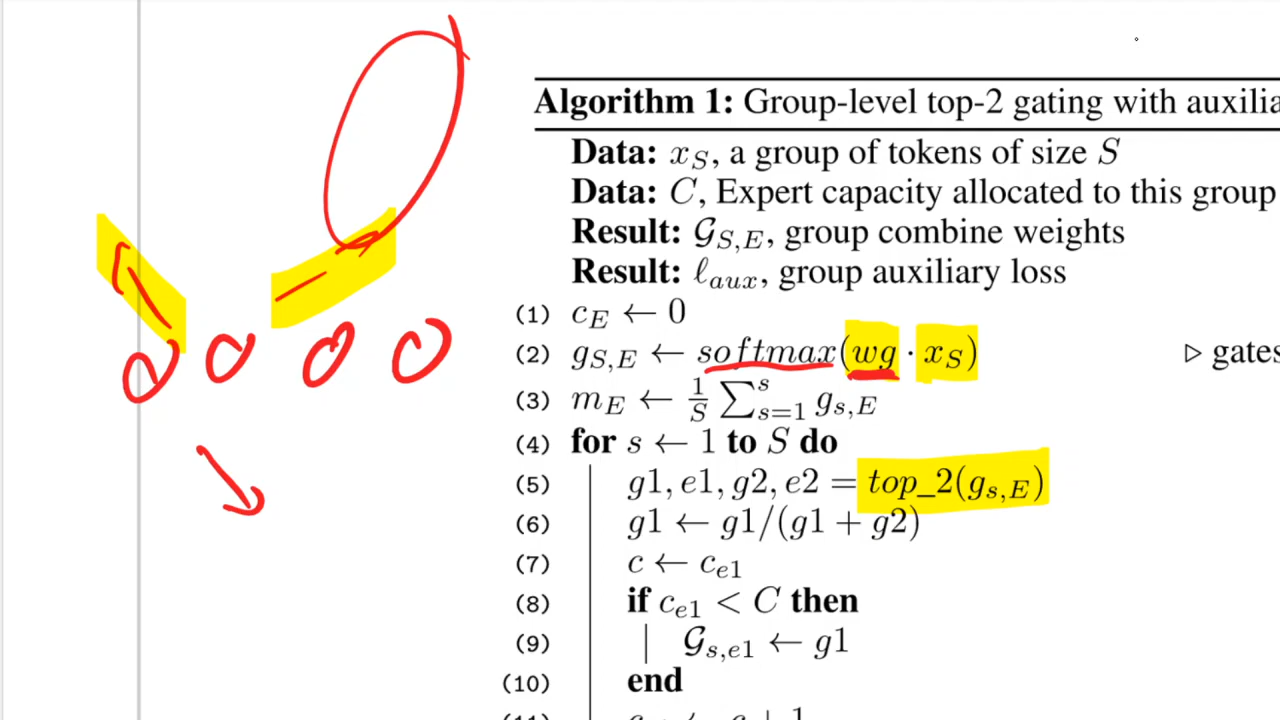 Algorithm 1: Group-level top-2 gating with auxilia
Data: x_S, a group of tokens of size S
Data: C, Expert capacity allocated to this group
Result: 𝒢_{S,E}, group combine weights
Result: ℓ_{aux}, group auxiliary loss
(1) c_E ← 0
(2) g_{S,E} ← softmax(wg · x_S) ▷ gates
(3) m_E ← \frac{1}{S} ∑_{s=1}^{s} g_{s,E}
(4) for s ← 1 to S do
(5) g1, e1, g2, e2 = top_2(g_{s,E})
(6) g1 ← g1/(g1 + g2)
(7) c ← c_{e1}
(8) if c_{e1} < C then
(9) 𝒢_{s,e1} ← g1
(10) end